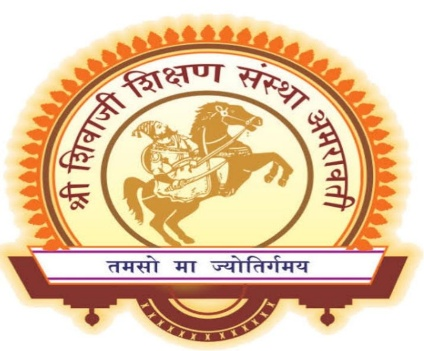 श्री शिवाजी शिक्षण संस्था अमरावती
तमसो मा ज्योतिर्गमय